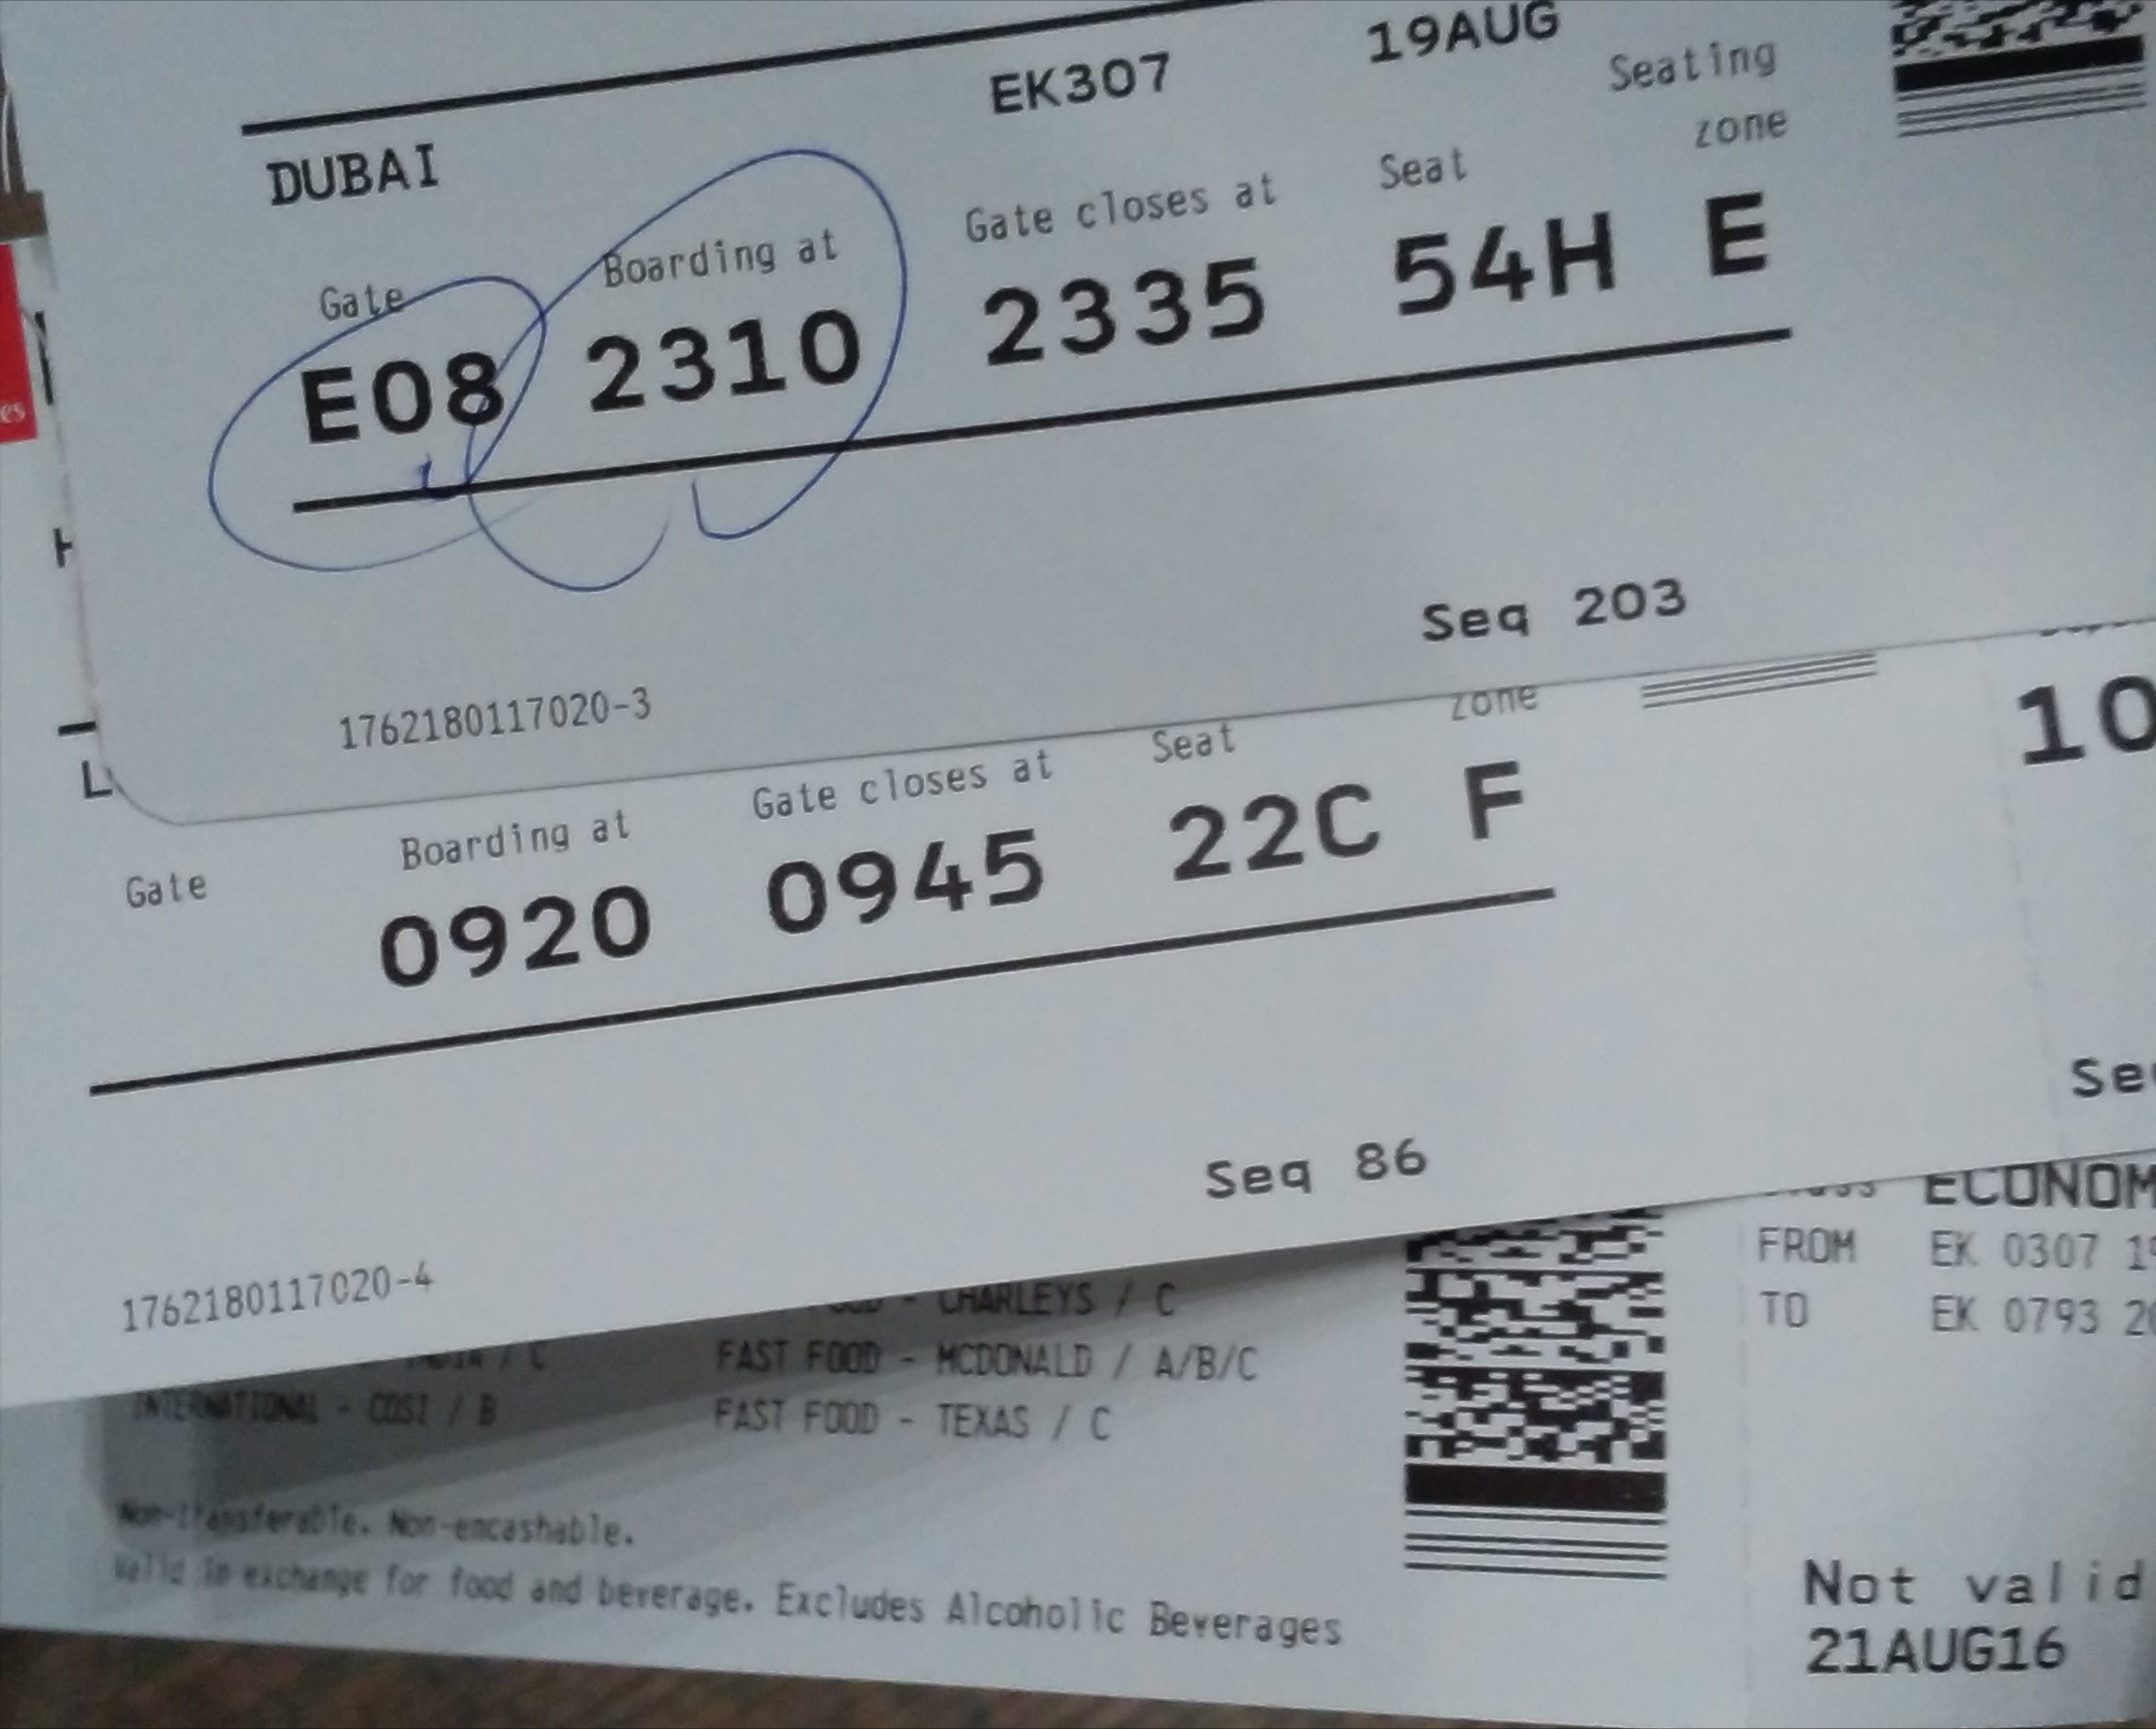 EK307 19AUG
DUBAI
Seating
zone
Gate Boarding at Gate closes at Seat
E08 2310 2335 54H E
Seq 203
1762180117020-3
zone
Gate Boarding at Gate closes at Seat
0920 0945 22C F
10
Seq 86
1762180117020-4
ECONOM
FROM EK 0307 19
TO EK 0793 20
- CHARLEYS / C
/ C FAST FOOD - MCDONALD / A/B/C
INTERNATIONAL - COSI / B FAST FOOD - TEXAS / C
Non-transferable. Non-encashable.
Valid in exchange for food and beverage. Excludes Alcoholic Beverages
Not valid
21AUG16
es
H
L